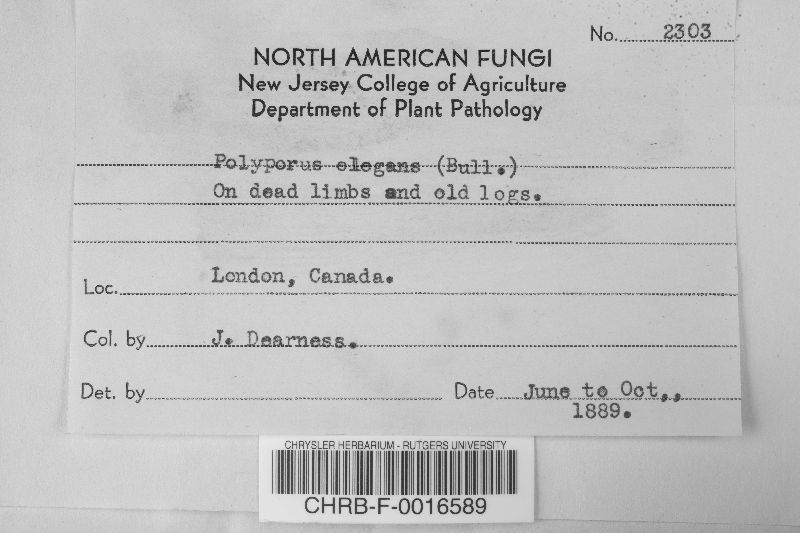 No. 2303
NORTH AMERICAN FUNGI
New Jersey College of Agriculture
Department of Plant Pathology
Polyporus elegans (Bull.)
On dead limbs and old logs.
Loc. London, Canada.
Col. by J. Dearness.
Det. by Date June to Oct,,
1889.
CHRYSLER HERBARIUM - RUTGERS UNIVERSITY
CHRB-F-0016589